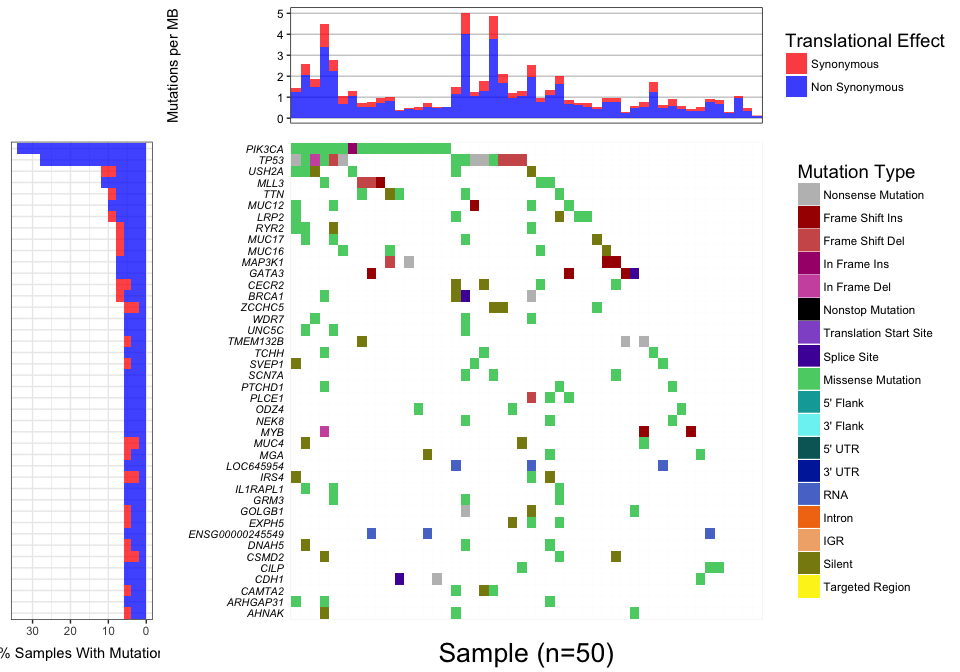 Mutations per MB
5
4
3
2
1
0
Translational Effect
Synonymous
Non Synonymous
PIK3CA
TP53
USH2A
MLL3
TTN
MUC12
LRP2
RYR2
MUC17
MUC16
MAP3K1
GATA3
CECR2
BRCA1
ZCCHC5
WDR7
UNC5C
TMEM132B
TCHH
SVEP1
SCN7A
PTCHD1
PLCE1
ODZ4
NEK8
MYB
MUC4
MGA
LOC645954
IRS4
IL1RAPL1
GRM3
GOLGB1
EXPH5
ENSG00000245549
DNAH5
CSMD2
CILP
CDH1
CAMTA2
ARHGAP31
AHNAK
Mutation Type
Nonsense Mutation
Frame Shift Ins
Frame Shift Del
In Frame Ins
In Frame Del
Nonstop Mutation
Translation Start Site
Splice Site
Missense Mutation
5' Flank
3' Flank
5' UTR
3' UTR
RNA
Intron
IGR
Silent
Targeted Region
30 20 10 0
% Samples With Mutation
Sample (n=50)